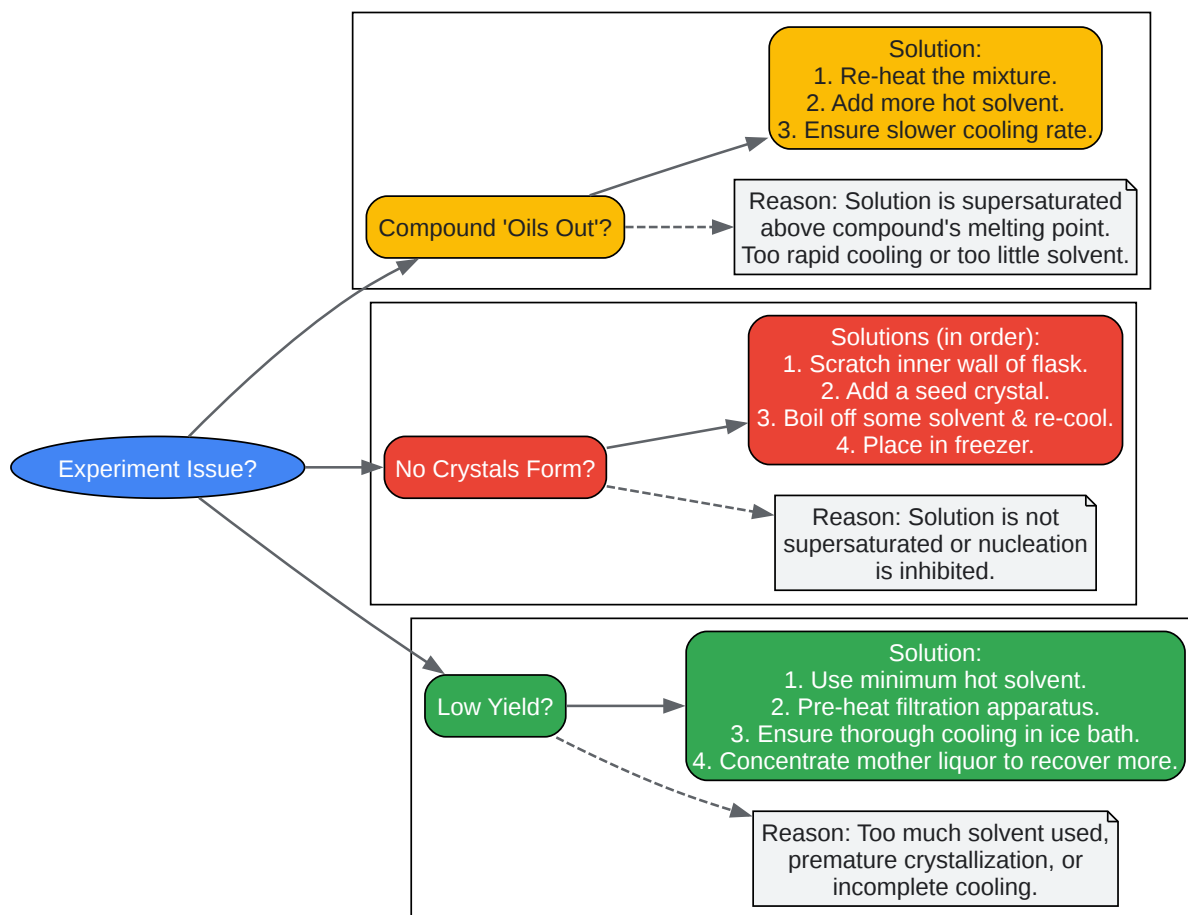 Experiment Issue?
Compound 'Oils Out'?
Solution:
1. Re-heat the mixture.
2. Add more hot solvent.
3. Ensure slower cooling rate.
Reason: Solution is supersaturated
above compound's melting point.
Too rapid cooling or too little solvent.
No Crystals Form?
Solutions (in order):
1. Scratch inner wall of flask.
2. Add a seed crystal.
3. Boil off some solvent & re-cool.
4. Place in freezer.
Reason: Solution is not
supersaturated or nucleation
is inhibited.
Low Yield?
Solution:
1. Use minimum hot solvent.
2. Pre-heat filtration apparatus.
3. Ensure thorough cooling in ice bath.
4. Concentrate mother liquor to recover more.
Reason: Too much solvent used,
premature crystallization, or
incomplete cooling.